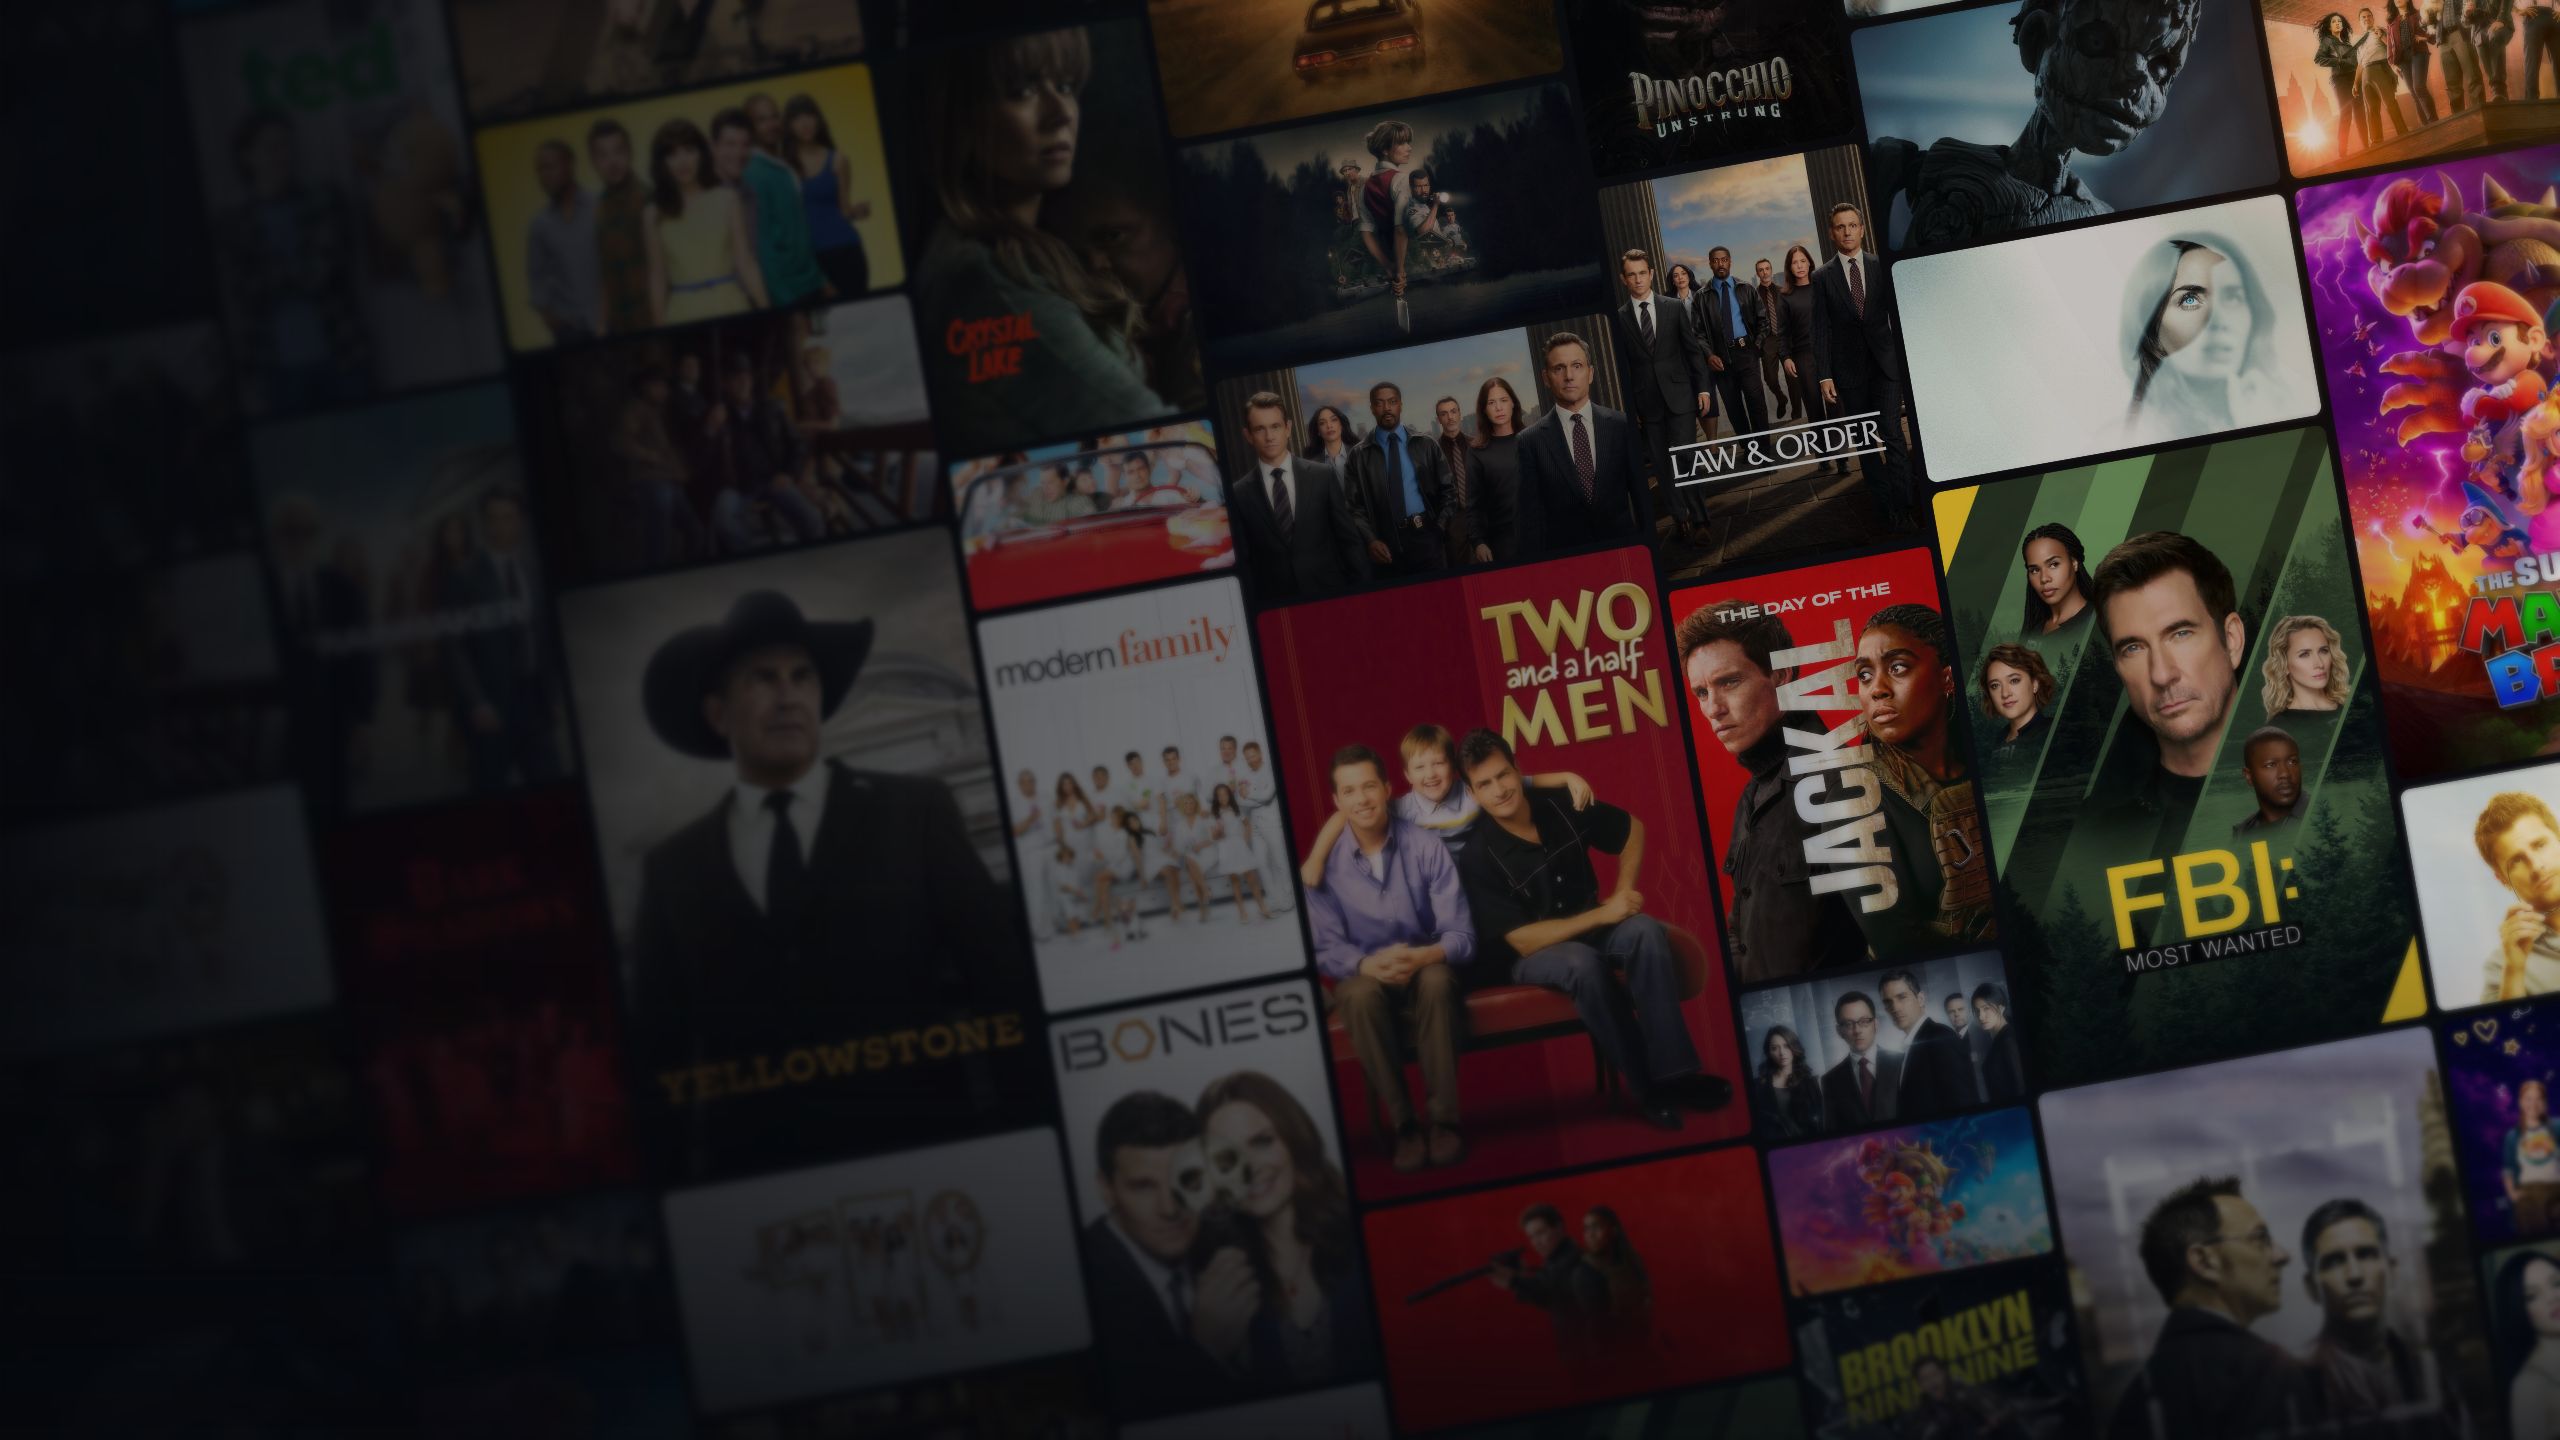 ted
PINOCCHIO
UNSTRUNG
CRYSTAL
LAKE
LAW & ORDER
modern family
TWO
and a half
MEN
THE DAY OF THE
JACKAL
THE SU
MA
BR
FBI:
MOST WANTED
YELLOWSTONE
BONES
BROOKLYN
NINE-NINE